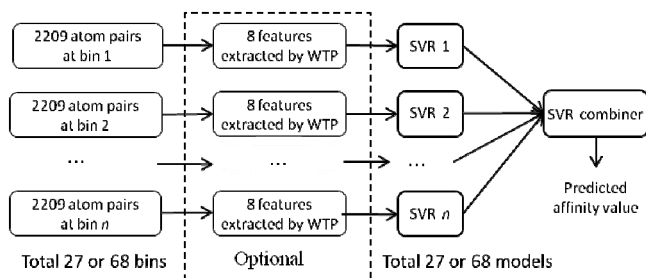 2209 atom pairs
at bin 1
8 features
extracted by WTP
SVR 1
2209 atom pairs
at bin 2
8 features
extracted by WTP
SVR 2
SVR combiner
...
...
...
Predicted
affinity value
2209 atom pairs
at bin n
8 features
extracted by WTP
SVR n
Total 27 or 68 bins
Optional
Total 27 or 68 models